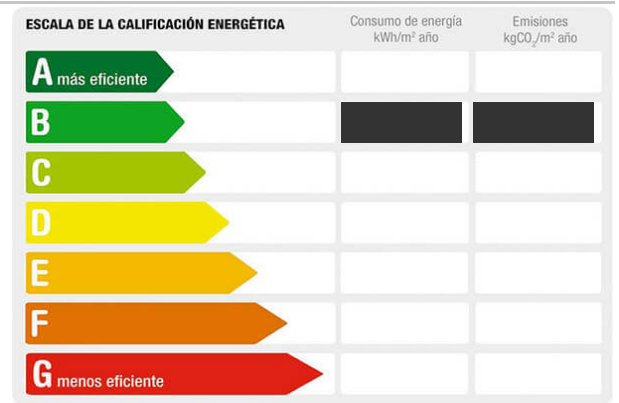 ESCALA DE LA CALIFICACIÓN ENERGÉTICA
Consumo de energía
kWh/m² año
Emisiones
kgCO₂/m² año
A más eficiente
B
C
D
E
F
G menos eficiente